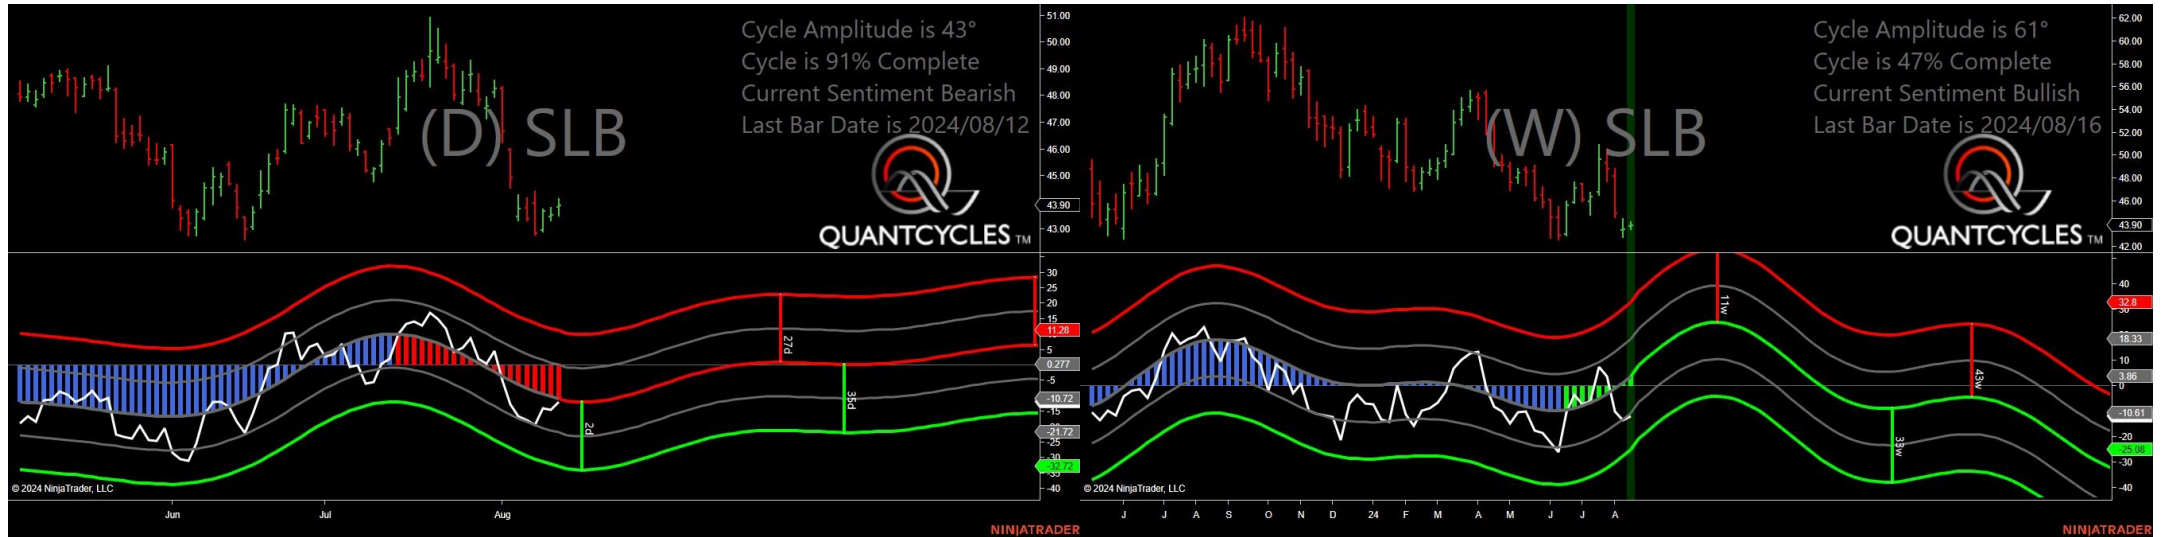 Cycle Amplitude is 43°
Cycle is 91% Complete
Current Sentiment Bearish
Last Bar Date is 2024/08/12
(D) SLB
QUANTCYCLES TM
51.00
50.00
49.00
48.00
47.00
46.00
45.00
43.90
43.00
30
25
20
15
11.28
5
0.277
-5
-10.72
-15
-21.72
-25
-30
-32.72
-40
27d
35d
2d
© 2024 NinjaTrader, LLC
Jun Jul Aug
NINJATRADER
Cycle Amplitude is 61°
Cycle is 47% Complete
Current Sentiment Bullish
Last Bar Date is 2024/08/16
(W) SLB
QUANTCYCLES TM
62.00
60.00
58.00
56.00
54.00
52.00
50.00
48.00
46.00
43.90
42.00
40
32.8
30
18.33
10
3.86
0
-10.61
-20
-25.08
-30
-40
11w
43w
33w
© 2024 NinjaTrader, LLC
J J A S O N D 24 F M A M J J A
NINJATRADER